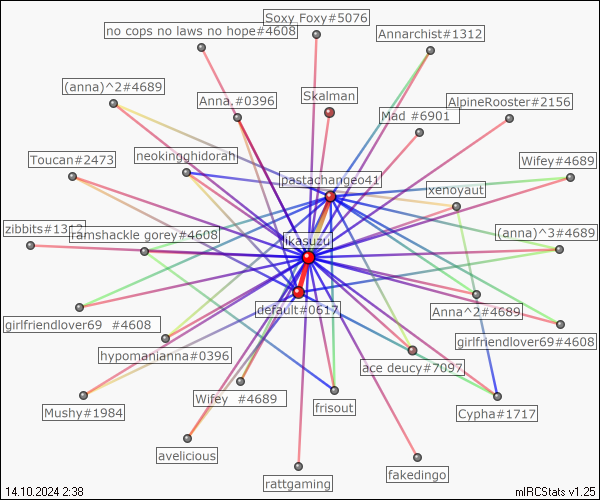 Soxy Foxy#5076
no cops no laws no hope#4608
Annarchist#1312
(anna)^2#4689
Anna.#0396
Skalman
Mad #6901
AlpineRooster#2156
Toucan#2473
neokingghidorah
Wifey#4689
pastachangeo41
xenoyaut
zibbits#1312
ramshackle gorey#4608
(anna)^3#4689
likasuzu
default#0617
Anna^2#4689
girlfriendlover69 #4608
girlfriendlover69#4608
hypomanianna#0396
ace deucy#7097
Wifey #4689
frisout
Mushy#1984
Cypha#1717
avelicious
rattgaming
fakedingo
14.10.2024 2:38
mIRCStats v1.25